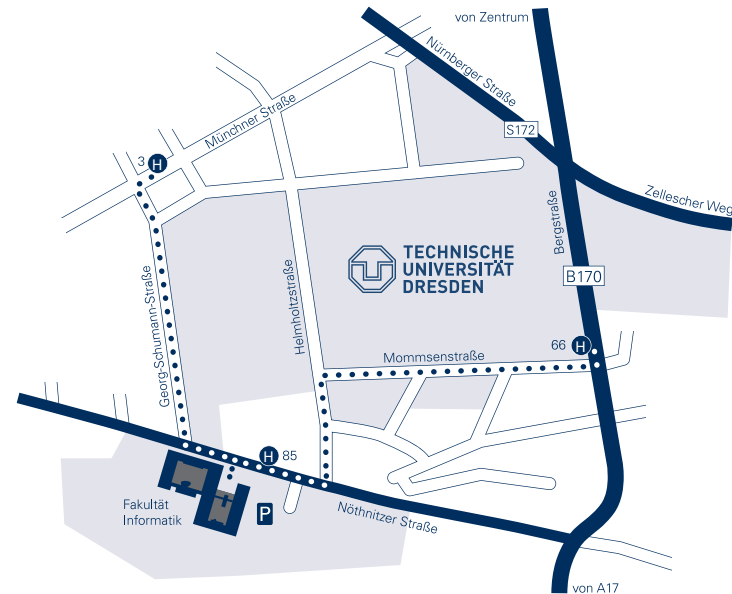 von Zentrum
Nürnberger Straße
S172
Münchner Straße
3 H
Zellescher Weg
Bergstraße
TECHNISCHE
UNIVERSITÄT
DRESDEN
B170
Georg-Schumann-Straße
Helmholtzstraße
66 H
Mommsenstraße
H 85
Fakultät
Informatik
P
Nöthnitzer Straße
von A17